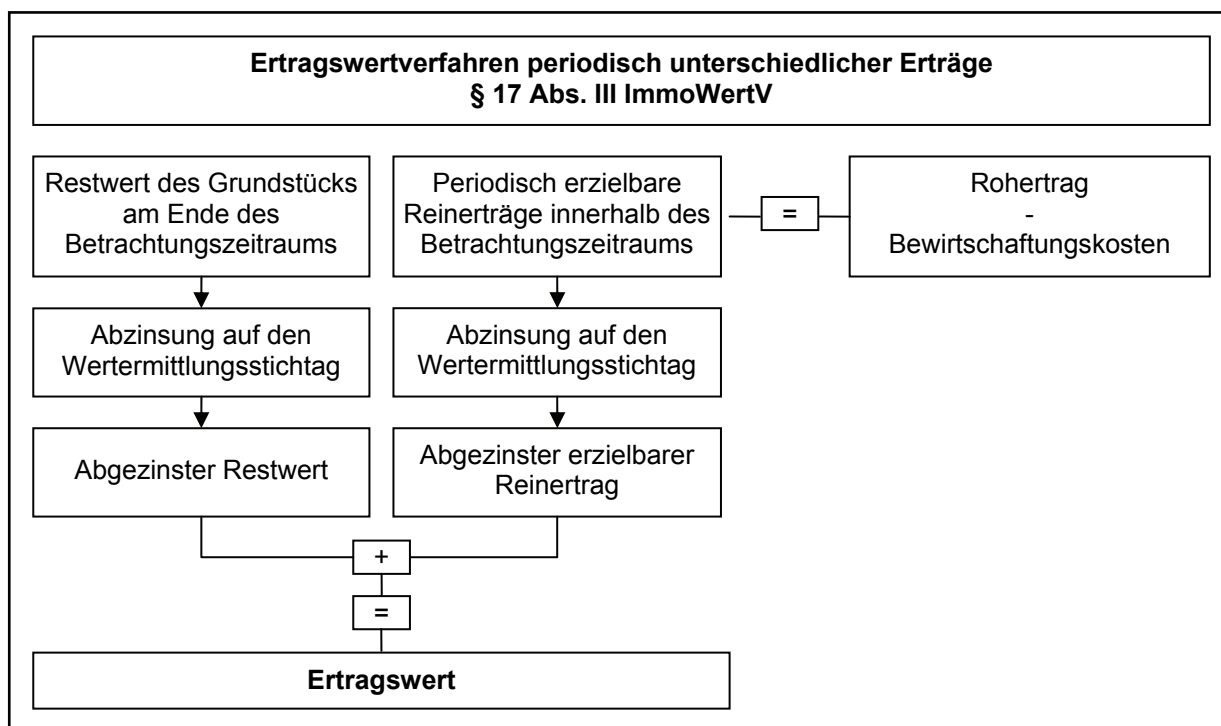 Ertragswertverfahren periodisch unterschiedlicher Erträge
§ 17 Abs. III ImmoWertV
Restwert des Grundstücks
am Ende des
Betrachtungszeitraums
Periodisch erzielbare
Reinerträge innerhalb des
Betrachtungszeitraums
=
Rohertrag
-
Bewirtschaftungskosten
Abzinsung auf den
Wertermittlungsstichtag
Abzinsung auf den
Wertermittlungsstichtag
Abgezinster Restwert
Abgezinster erzielbarer
Reinertrag
+
=
Ertragswert